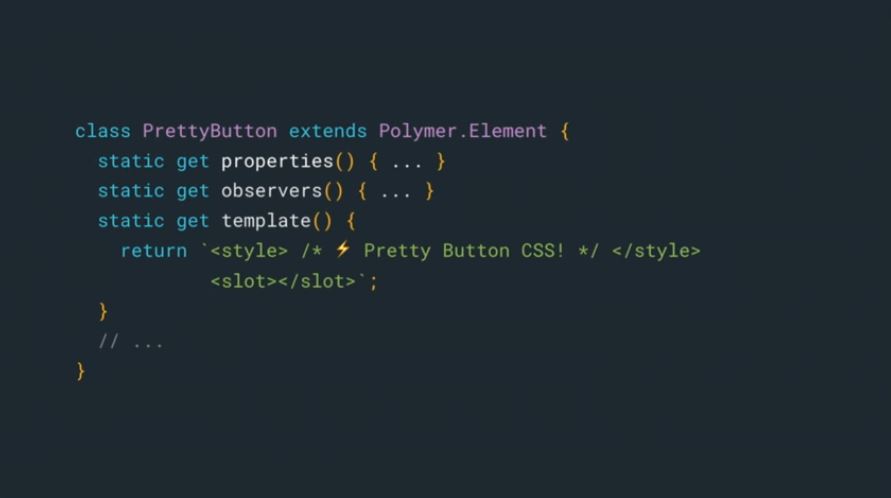 class PrettyButton extends Polymer.Element {
  static get properties() { ... }
  static get observers() { ... }
  static get template() {
    return `<style> /* ⚡ Pretty Button CSS! */ </style>
            <slot></slot>`;
  }
  // ...
}